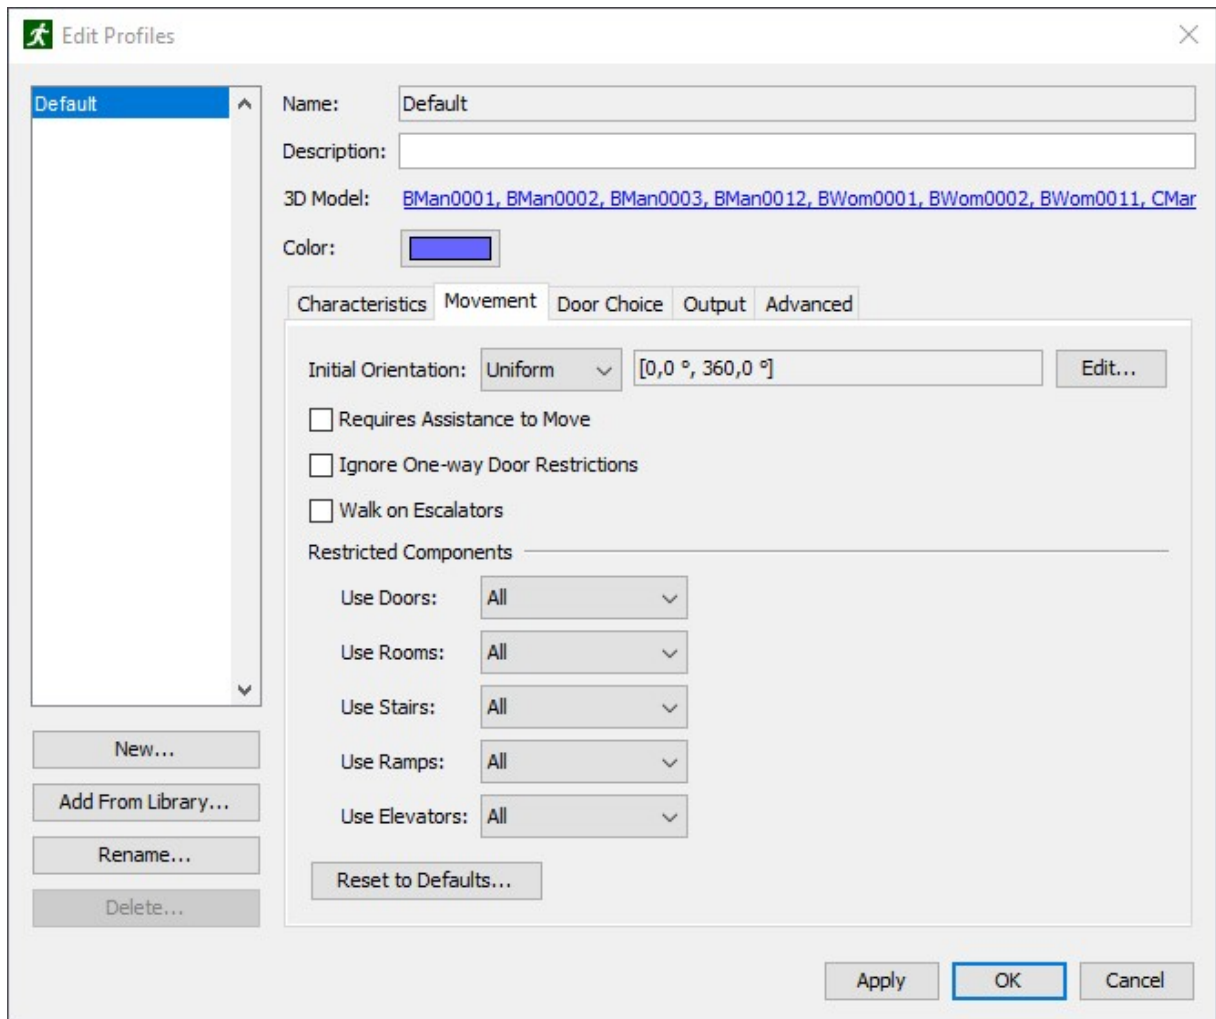 Edit Profiles
Default
Name: Default
Description:
3D Model: BMan0001, BMan0002, BMan0003, BMan0012, BWom0001, BWom0002, BWom0011, CMar
Color:
Characteristics Movement Door Choice Output Advanced
Initial Orientation: Uniform [0,0 °, 360,0 °] Edit...
Requires Assistance to Move
Ignore One-way Door Restrictions
Walk on Escalators
Restricted Components
Use Doors: All
Use Rooms: All
Use Stairs: All
Use Ramps: All
Use Elevators: All
Reset to Defaults...
New...
Add From Library...
Rename...
Delete...
Apply OK Cancel